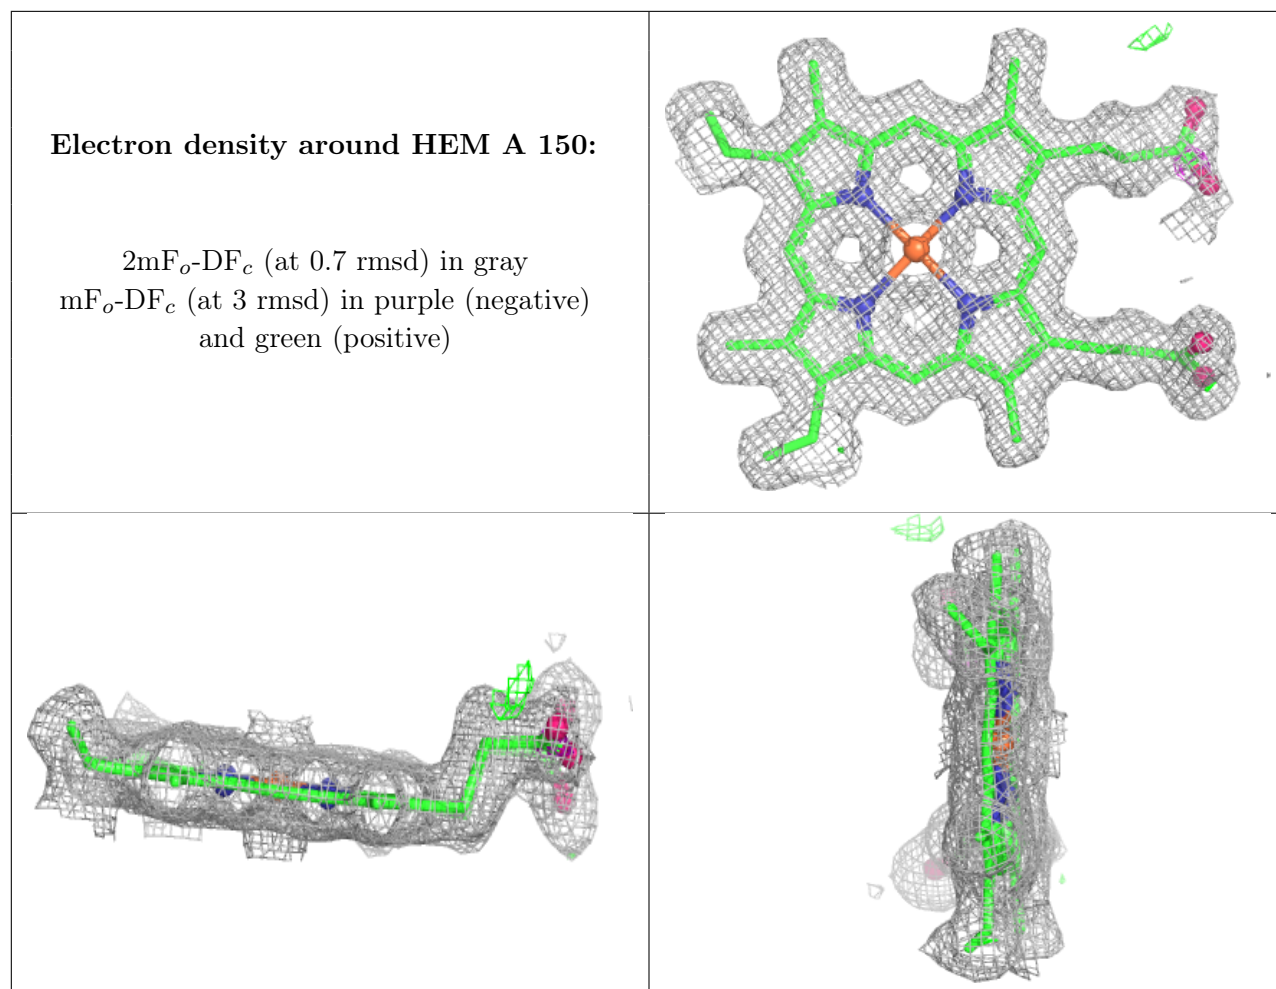 Electron density around HEM A 150:
2mFₒ-DF𝒸 (at 0.7 rmsd) in gray
mFₒ-DF𝒸 (at 3 rmsd) in purple (negative)
and green (positive)